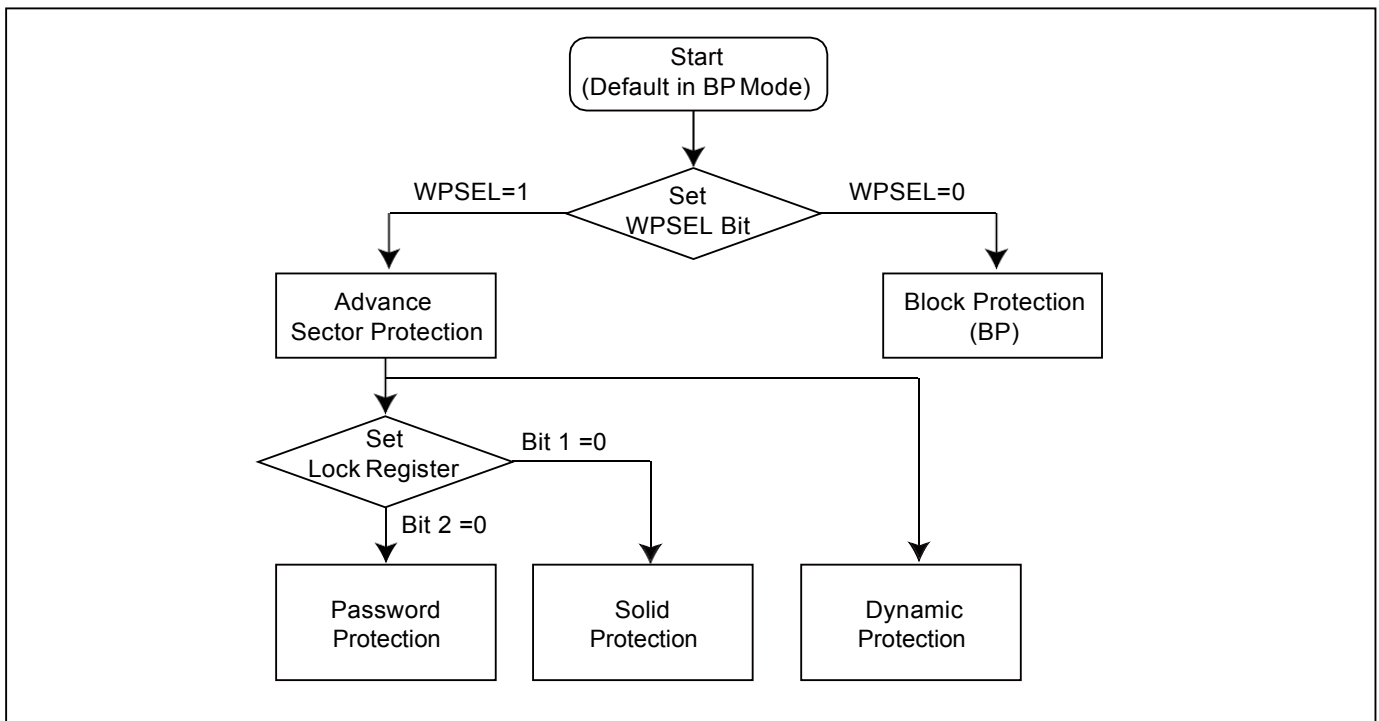 Start
(Default in BP Mode)
WPSEL=1
Set
WPSEL Bit
WPSEL=0
Advance
Sector Protection
Block Protection
(BP)
Set
Lock Register
Bit 1 =0
Bit 2 =0
Password
Protection
Solid
Protection
Dynamic
Protection